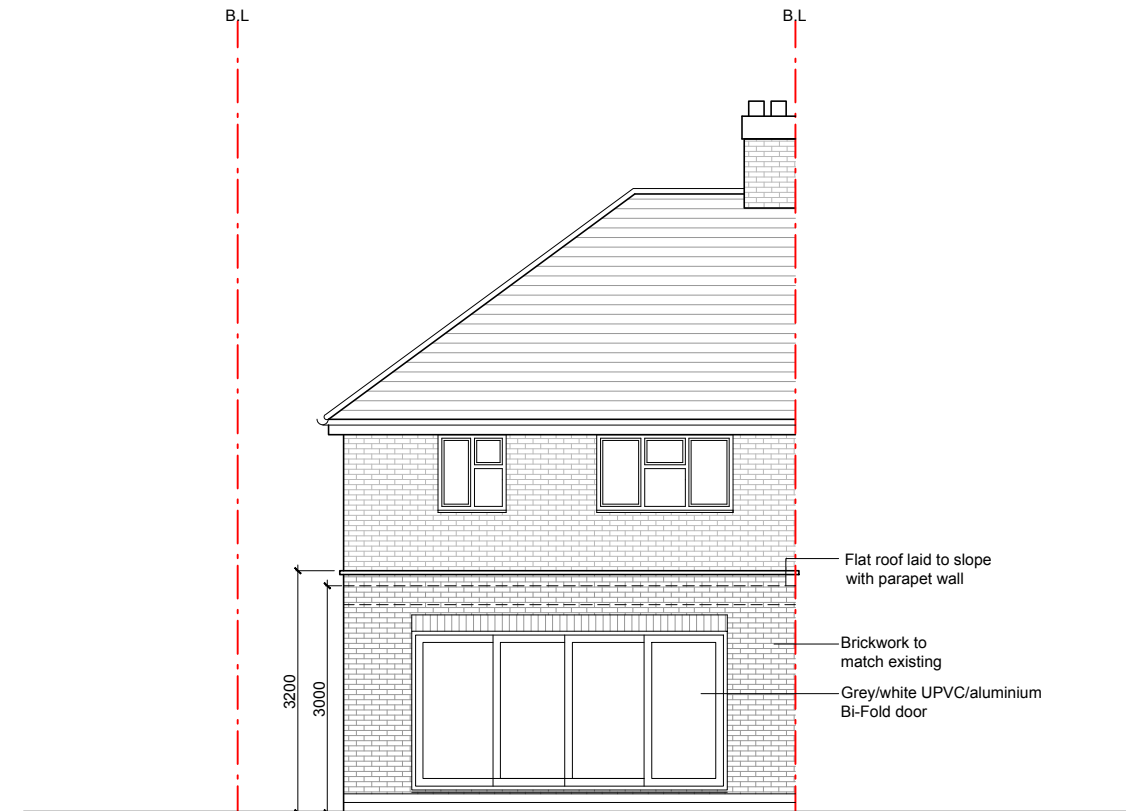 B.L
B.L
Flat roof laid to slope
with parapet wall
Brickwork to
match existing
Grey/white UPVC/aluminium
Bi-Fold door
3200
3000